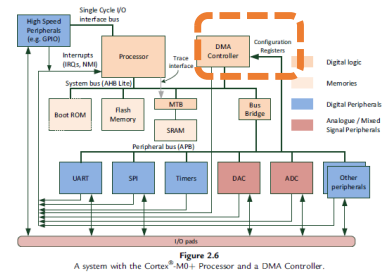 Single Cycle I/O
interface bus
High Speed
Peripherals
(e.g. GPIO)
Interrupts
(IRQs, NMI)
Processor
Trace
interface
DMA
Controller
Configuration
Registers
Digital logic
Memories
Digital Peripherals
Analogue / Mixed
Signal Peripherals
System bus (AHB Lite)
Boot ROM
Flash
Memory
MTB
SRAM
Bus
Bridge
Peripheral bus (APB)
UART
SPI
Timers
DAC
ADC
Other
peripherals
I/O pads
Figure 2.6
A system with the Cortex®-M0+ Processor and a DMA Controller.